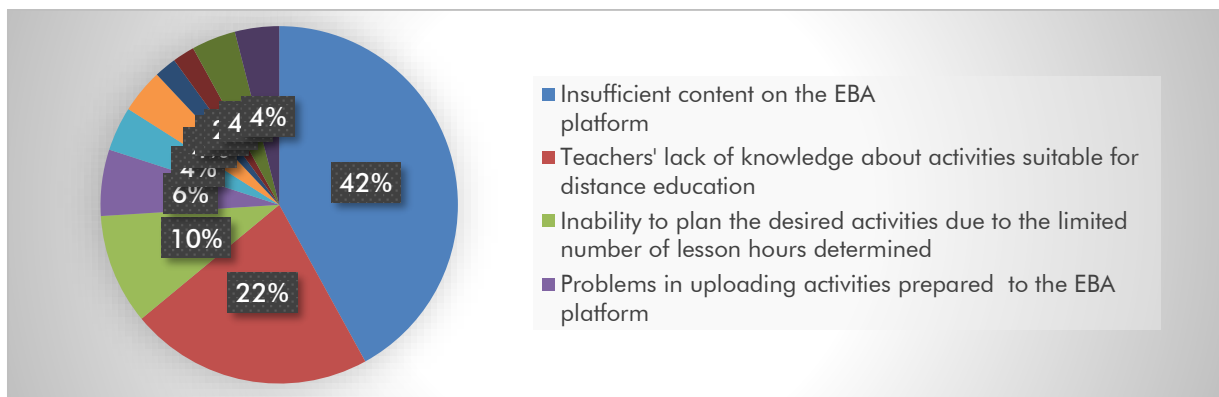 42%
22%
10%
6%
4%
4
4%
Insufficient content on the EBA
platform
Teachers' lack of knowledge about activities suitable for
distance education
Inability to plan the desired activities due to the limited
number of lesson hours determined
Problems in uploading activities prepared  to the EBA
platform